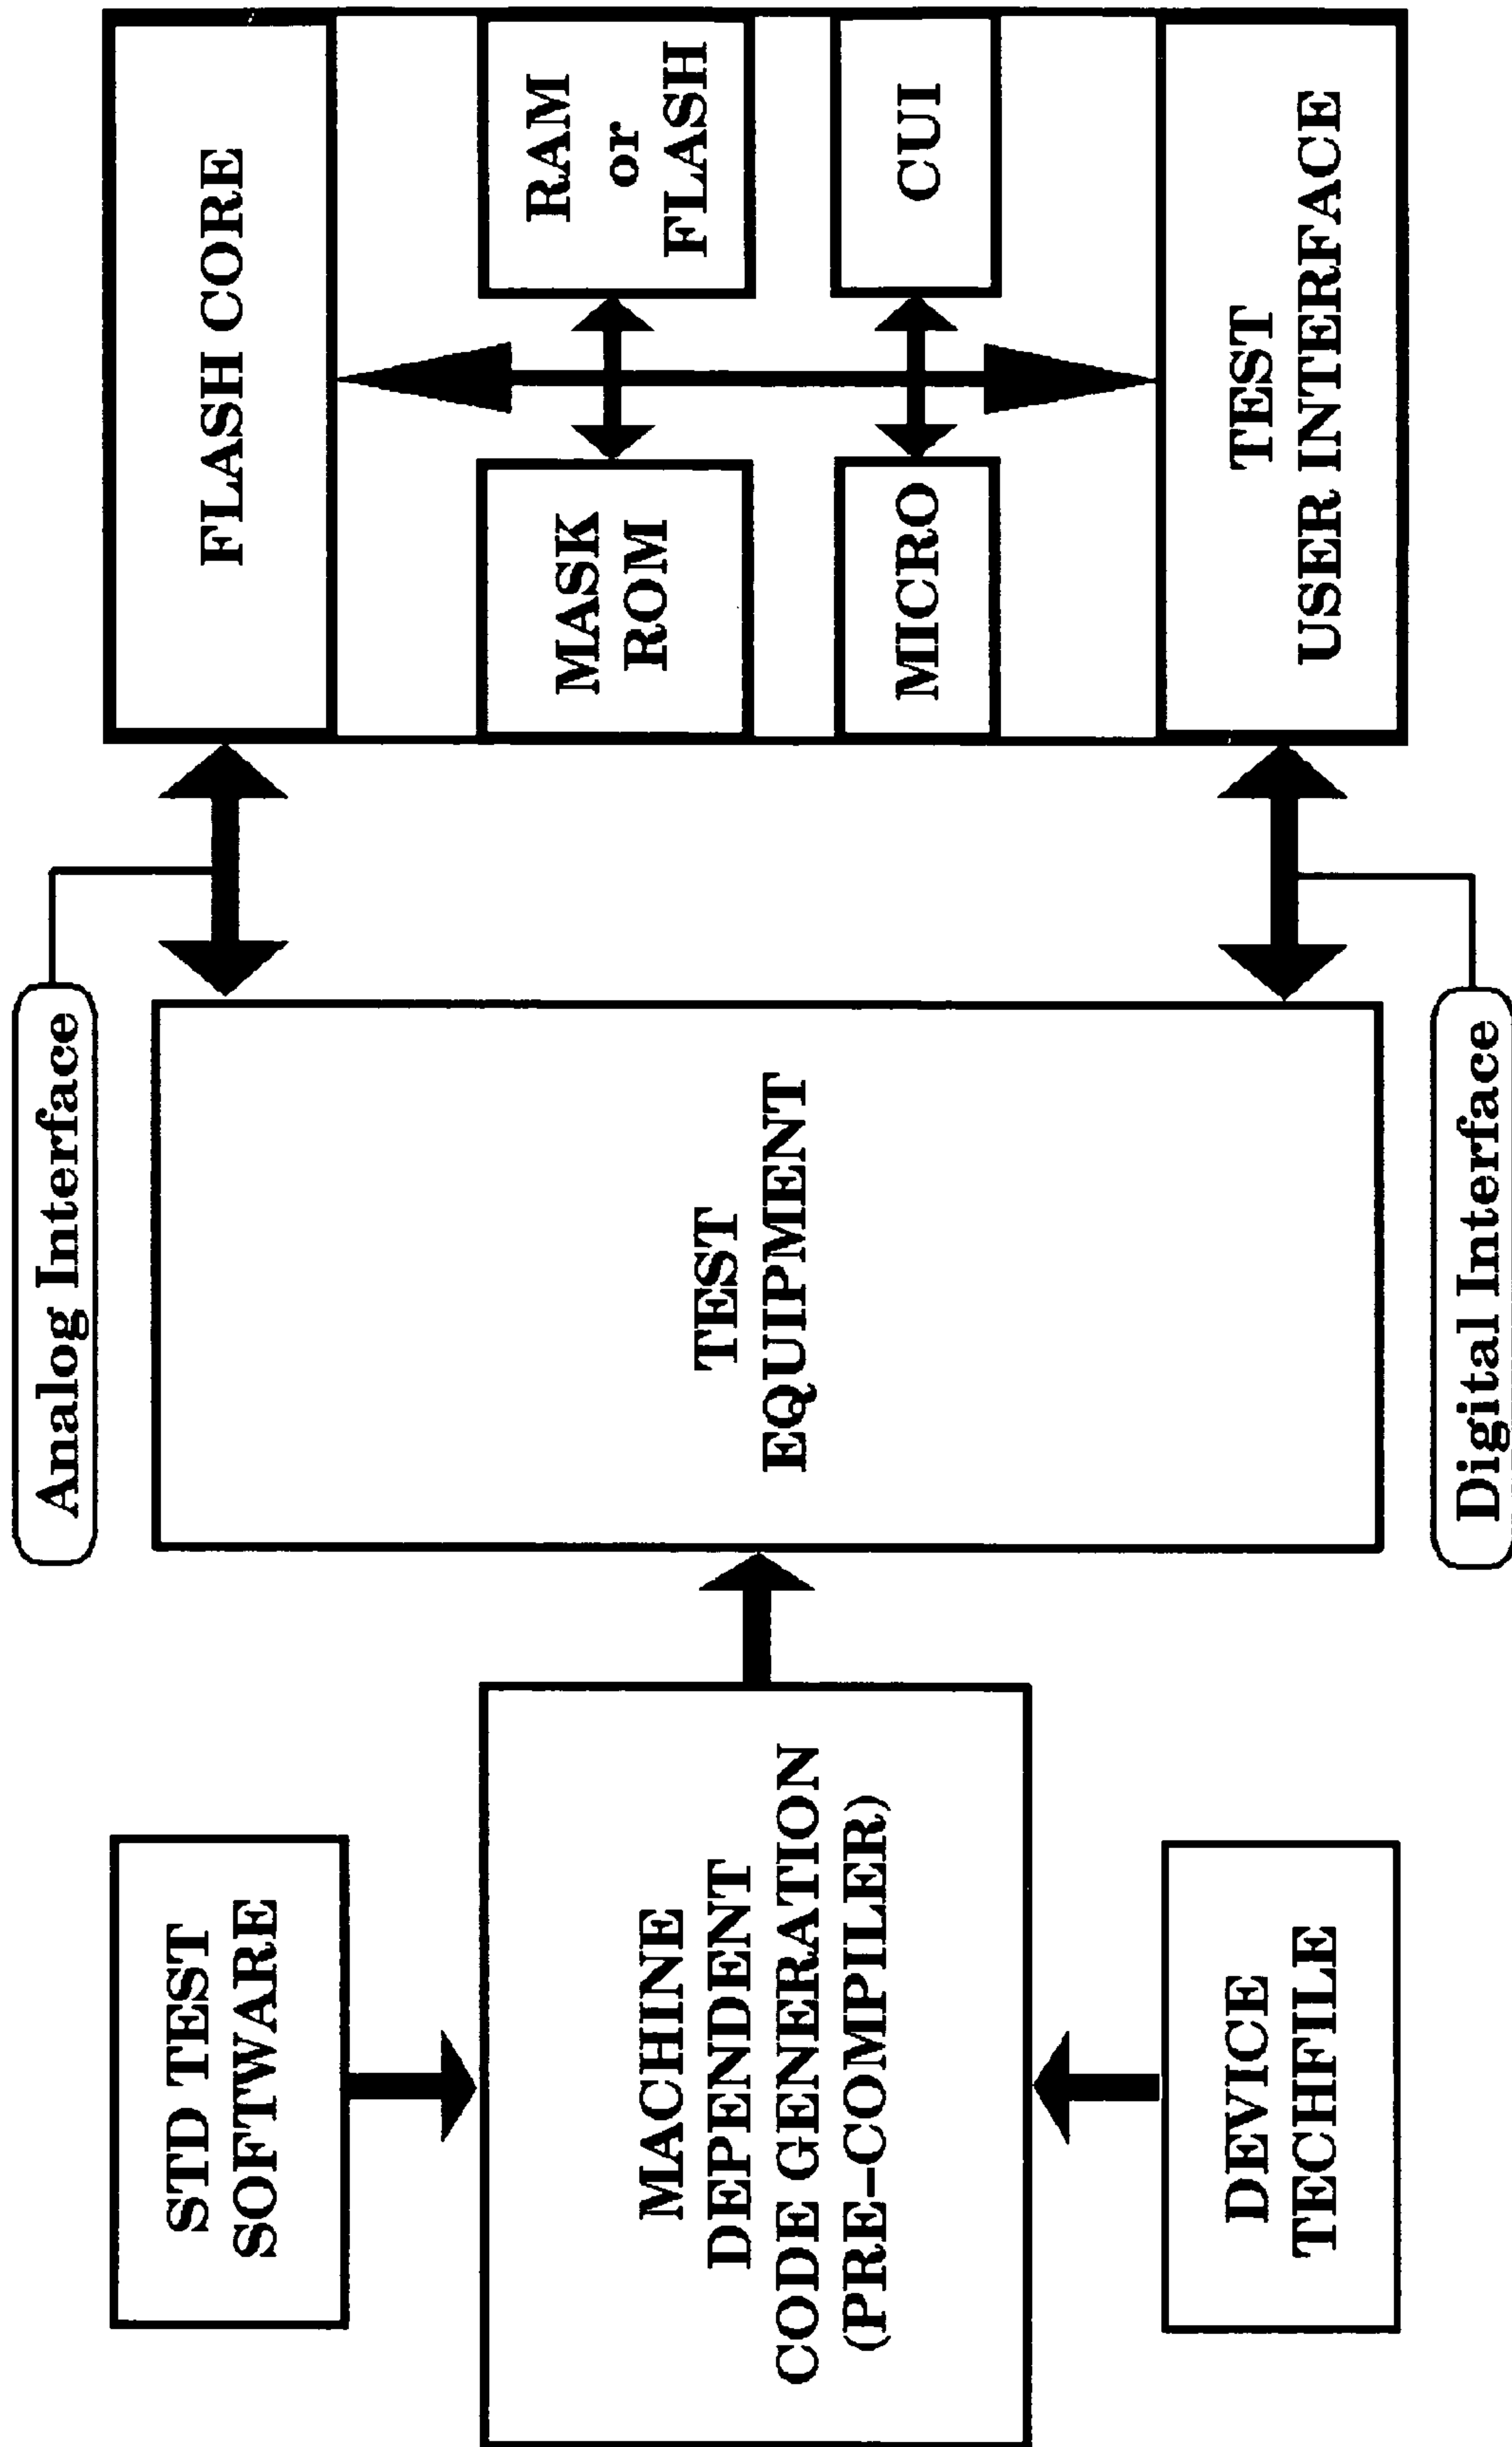 STD TEST
SOFTWARE
MACHINE
DEPENDENT
CODE GENERATION
(PRE–COMPILER)
DEVICE
TECHFILE
Analog Interface
TEST
EQUIPMENT
Digital Interface
FLASH CORE
MASK
ROM
RAM
or
FLASH
MICRO
CUI
TEST
USER INTERFACE